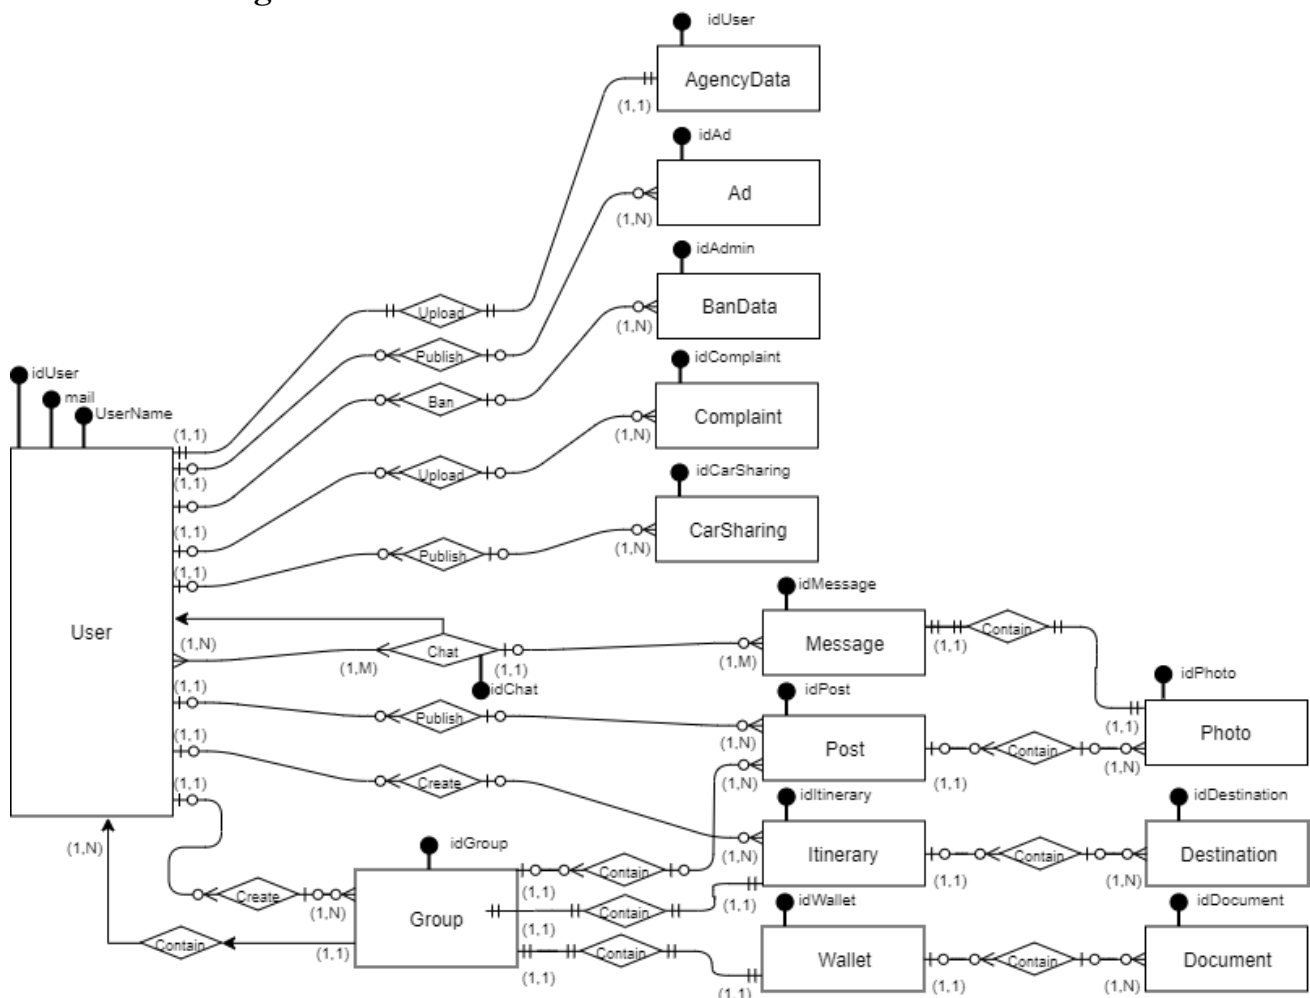 idUser
AgencyData
(1,1)
idAd
Ad
(1,N)
idAdmin
BanData
(1,N)
Upload
Publish
Ban
idComplaint
Complaint
(1,N)
idUser
mail
UserName
(1,1)
(1,1)
(1,1)
(1,1)
Upload
idCarSharing
CarSharing
(1,N)
Publish
User
(1,N)
(1,M)
Chat
(1,1)
idChat
idMessage
Message
(1,M)
(1,1)
Contain
idPhoto
Photo
(1,1)
(1,1)
Publish
idPost
Post
(1,N)
(1,N)
(1,1)
Contain
(1,N)
(1,1)
Create
idItinerary
Itinerary
(1,N)
(1,1)
(1,1)
Contain
idDestination
Destination
(1,N)
(1,1)
(1,N)
Create
(1,N)
Contain
(1,1)
idGroup
Group
Contain
(1,1)
Contain
(1,1)
Contain
(1,1)
idWallet
Wallet
(1,1)
(1,1)
Contain
idDocument
Document
(1,N)